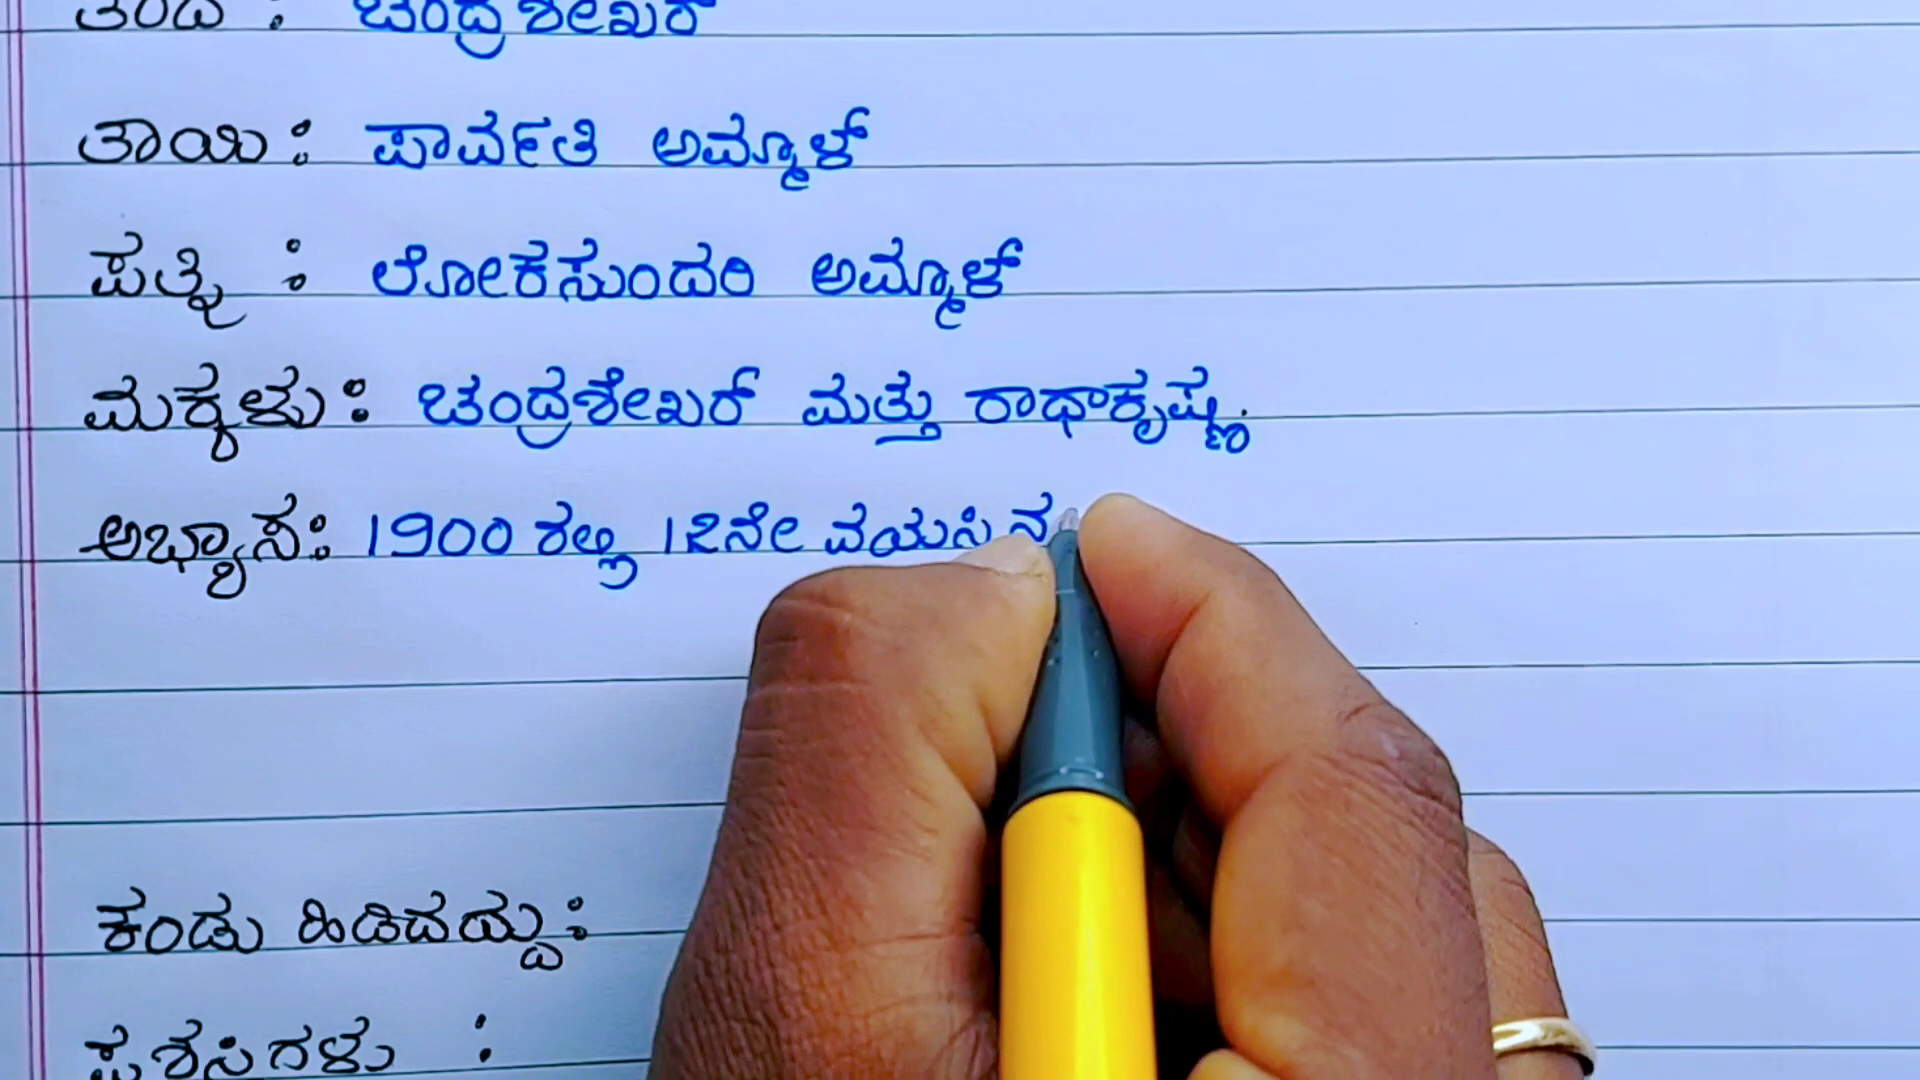 ತಂದೆ : ಚಂದ್ರಶೇಖರ್
ತಾಯಿ : ಪಾರ್ವತಿ ಅಮ್ಮಾಳ್
ಪತ್ನಿ : ಲೋಕಸುಂದರಿ ಅಮ್ಮಾಳ್
ಮಕ್ಕಳು : ಚಂದ್ರಶೇಖರ್ ಮತ್ತು ರಾಧಾಕೃಷ್ಣ.
ಅಭ್ಯಾಸ : 1900 ರಲ್ಲಿ 12ನೇ ವಯಸಿನ
ಕಂಡು ಹಿಡಿದಯ್ದು :
ಪ್ರಶಸ್ತಿಗಳು :